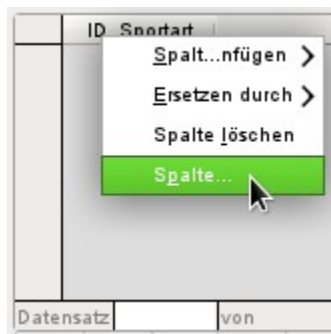 ID_Sportart
Spalt...nfügen
Ersetzen durch
Spalte löschen
Spalte...
Datensatz von